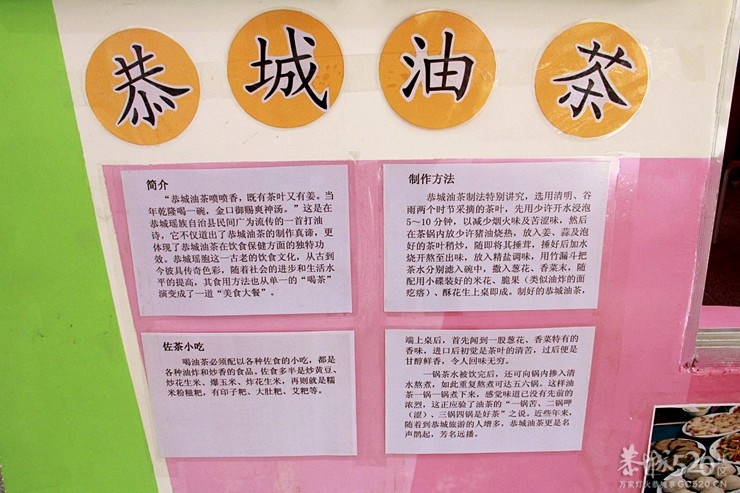 恭城油茶
简介
“恭城油茶喷喷香，既有茶叶又有姜。当
年乾隆喝一碗，金口御赐爽神汤。”这是在
恭城瑶族自治县民间广为流传的一首打油
诗，它不仅道出了恭城油茶的制作真谛，更
体现了恭城油茶在饮食保健方面的独特功
效。恭城瑶胞这一古老的饮食文化，从古到
今披具传奇色彩，随着社会的进步和生活水
平的提高，其食用方法也从单一的“喝茶”
演变成了一道“美食大餐”。
制作方法
恭城油茶制法特别讲究，选用清明、谷
雨两个时节采摘的茶叶，先用少许开水浸泡
5～10分钟，以减少烟火味及苦涩味，然后
在茶锅内放少许猪油烧热，放入姜、蒜及泡
好的茶叶稍炒，随即将其捶茸，捶好后加水
烧开熬至出味，放入精盐调味，用竹漏斗把
茶水分别滤入碗中，撒入葱花、香菜末，随
配用小碟装好的米花、脆果（类似油炸的面
疙瘩）、酥花生上桌即成。制好的恭城油茶，
佐茶小吃
喝油茶必须配以各种佐食的小吃，都是
各种油炸和炒香的食品。佐食多半是炒黄豆、
炒花生米、爆玉米、炸花生米，再则就是糯
米粉糍粑，有印子粑、大肚粑、艾粑等。
端上桌后，首先闻到一股葱花、香菜特有的
香味，进口后初觉是茶叶的清苦，过后便是
甘醇鲜香，令人回味无穷。
一锅茶水被饮完后，还可向锅内掺入清
水熬煮，如此重复熬煮可达五六锅。这样油
茶一锅一锅煮下来，感觉味道已没有先前的
浓烈，这正应验了油茶的“一锅苦、二锅呷
（涩）、三锅四锅是好茶”之说。近些年来，
随着到恭城旅游的人增多，恭城油茶更是名
声鹊起，芳名远播。
恭城520社区
万家灯火恭城事GC520.CN